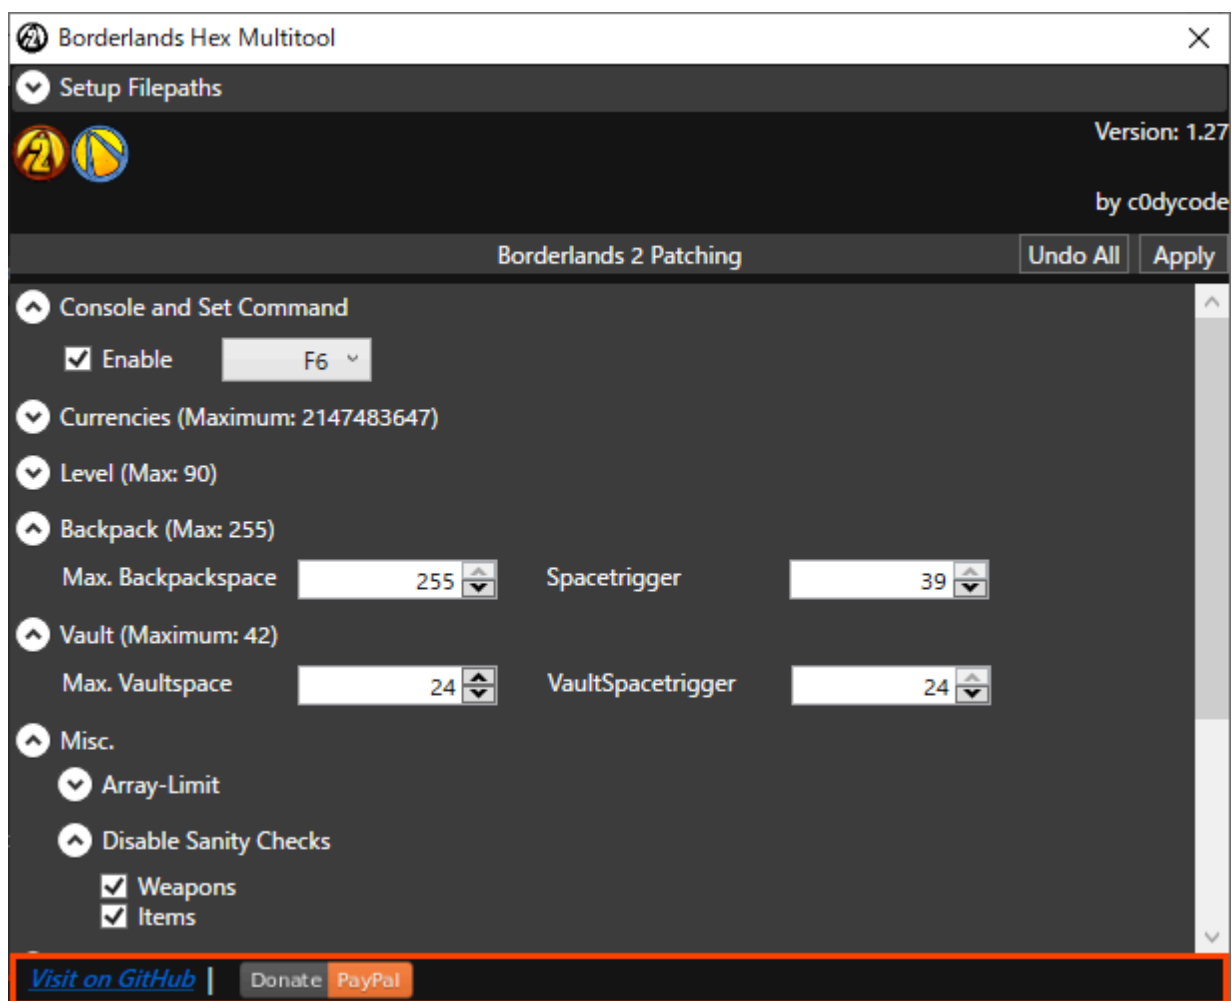 Borderlands Hex Multitool
Setup Filepaths
Version: 1.27
by c0dycode
Borderlands 2 Patching Undo All Apply
Console and Set Command
Enable F6
Currencies (Maximum: 2147483647)
Level (Max: 90)
Backpack (Max: 255)
Max. Backpackspace 255 Spacetrigger 39
Vault (Maximum: 42)
Max. Vaultspace 24 VaultSpacetrigger 24
Misc.
Array-Limit
Disable Sanity Checks
Weapons
Items
Visit on GitHub | Donate PayPal